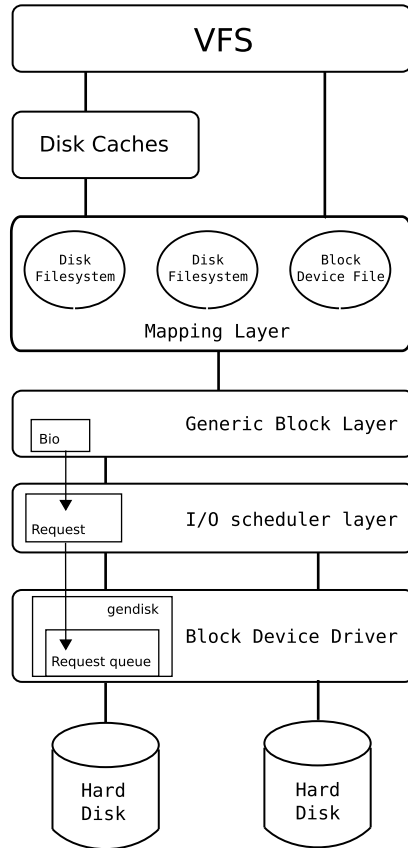 VFS
Disk Caches
Disk
Filesystem
Disk
Filesystem
Block
Device File
Mapping Layer
Generic Block Layer
Bio
I/O scheduler layer
Request
gendisk
Block Device Driver
Request queue
Hard
Disk
Hard
Disk